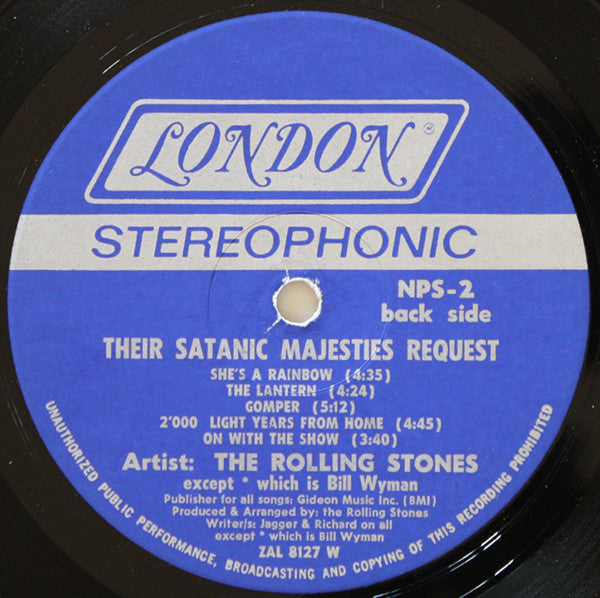 LONDON ®
STEREOPHONIC
NPS-2
back side
THEIR SATANIC MAJESTIES REQUEST
SHE'S A RAINBOW (4:35)
THE LANTERN (4:24)
GOMPER (5:12)
2'000 LIGHT YEARS FROM HOME (4:45)
ON WITH THE SHOW (3:40)
Artist: THE ROLLING STONES
except * which is Bill Wyman
Publisher for all songs: Gideon Music Inc. (BMI)
Produced & Arranged by: the Rolling Stones
Writer/s: Jagger & Richard on all
except * which is Bill Wyman
ZAL 8127 W
UNAUTHORIZED PUBLIC PERFORMANCE, BROADCASTING AND COPYING OF THIS RECORDING PROHIBITED